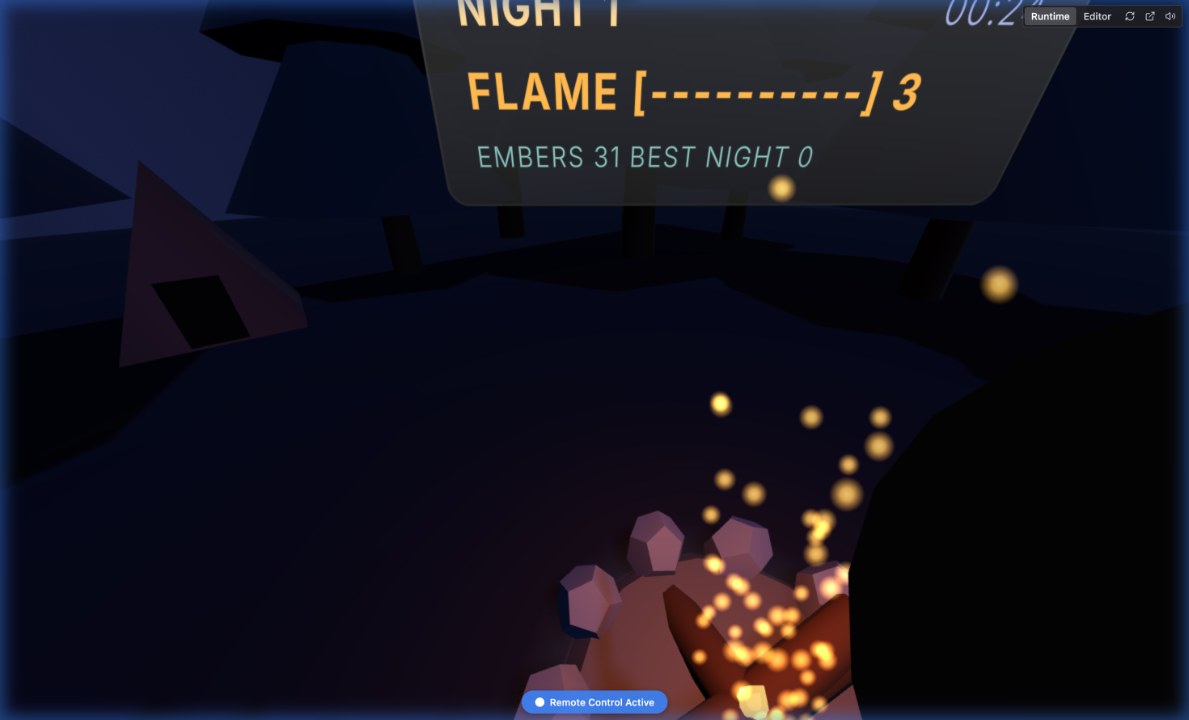 NIGHT 1
Runtime Editor
FLAME [----------] 3
EMBERS 31 BEST NIGHT 0
Remote Control Active